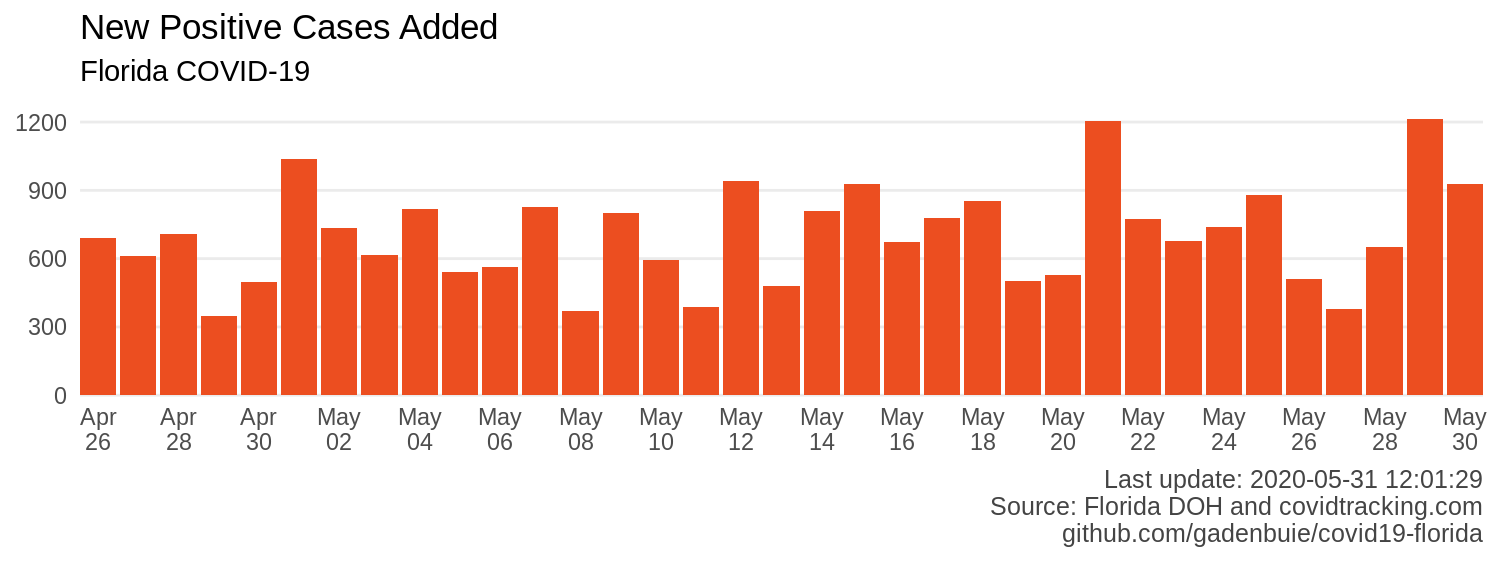 New Positive Cases Added
Florida COVID-19
1200
900
600
300
0
Apr Apr Apr May May May May May May May May May May May May May May May
26 28 30 02 04 06 08 10 12 14 16 18 20 22 24 26 28 30
Last update: 2020-05-31 12:01:29
Source: Florida DOH and covidtracking.com
github.com/gadenbuie/covid19-florida